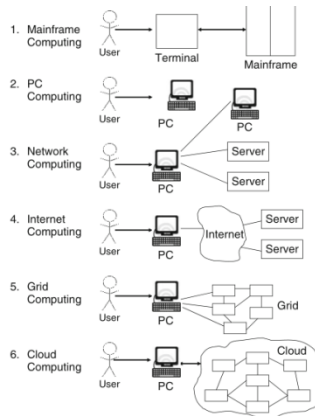 1. Mainframe
Computing
User
Terminal
Mainframe
2. PC
Computing
User
PC
PC
3. Network
Computing
User
PC
Server
Server
4. Internet
Computing
User
PC
Internet
Server
Server
5. Grid
Computing
User
PC
Grid
6. Cloud
Computing
User
PC
Cloud